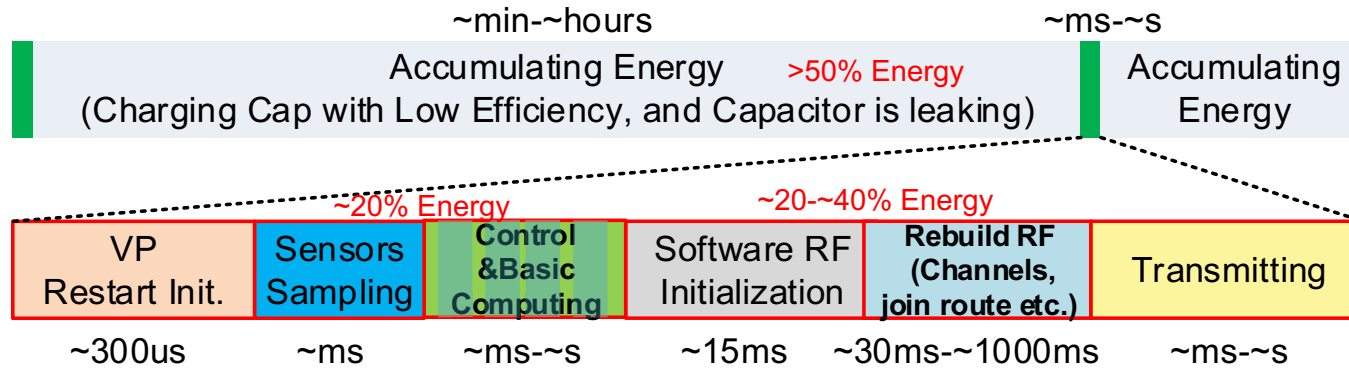 ~min-~hours
~ms-~s
Accumulating Energy >50% Energy
(Charging Cap with Low Efficiency, and Capacitor is leaking)
Accumulating
Energy
~20% Energy
~20-~40% Energy
VP
Restart Init.
Sensors
Sampling
Control
&Basic
Computing
Software RF
Initialization
Rebuild RF
(Channels,
join route etc.)
Transmitting
~300us
~ms
~ms-~s
~15ms
~30ms-~1000ms
~ms-~s